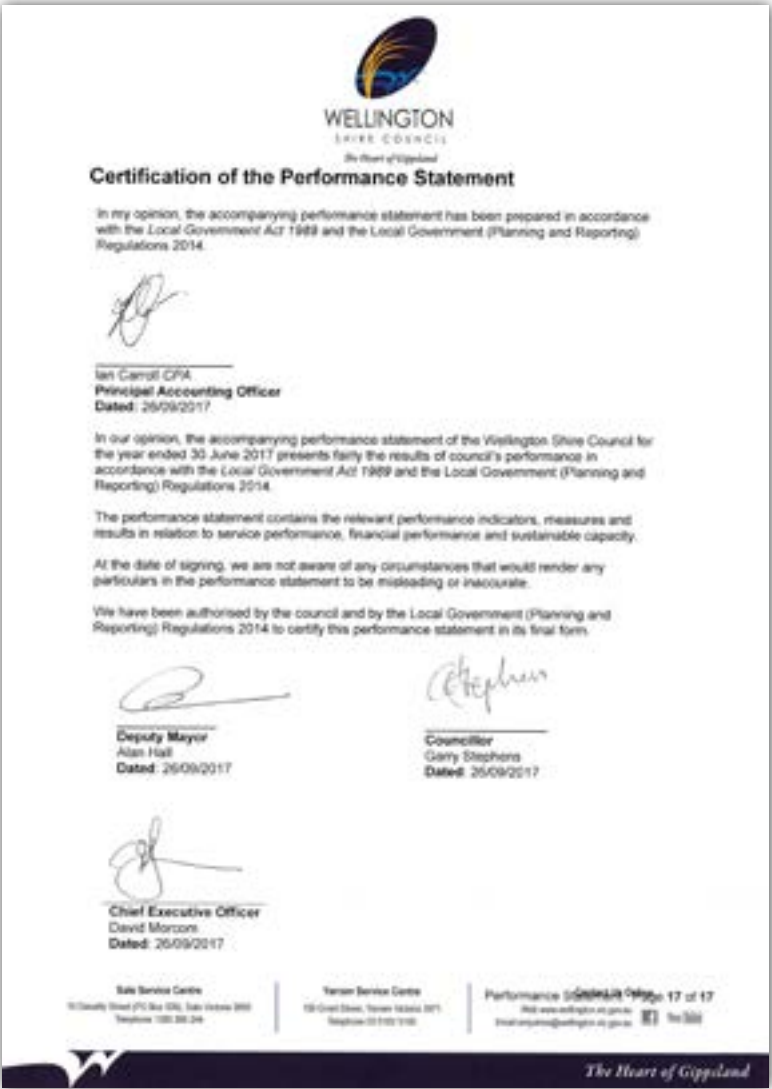 WELLINGTON
SHIRE COUNCIL
The Heart of Gippsland
Certification of the Performance Statement
In my opinion, the accompanying performance statement has been prepared in accordance
with the Local Government Act 1989 and the Local Government (Planning and Reporting)
Regulations 2014.
Ian Carroll CPA
Principal Accounting Officer
Dated: 26/09/2017
In our opinion, the accompanying performance statement of the Wellington Shire Council for
the year ended 30 June 2017 presents fairly the results of council's performance in
accordance with the Local Government Act 1989 and the Local Government (Planning and
Reporting) Regulations 2014.
The performance statement contains the relevant performance indicators, measures and
results in relation to service performance, financial performance and sustainable capacity.
At the date of signing, we are not aware of any circumstances that would render any
particulars in the performance statement to be misleading or inaccurate.
We have been authorised by the council and by the Local Government (Planning and
Reporting) Regulations 2014 to certify this performance statement in its final form.
Deputy Mayor
Alan Hall
Dated: 26/09/2017
Stephens
Councillor
Garry Stephens
Dated: 26/09/2017
Chief Executive Officer
David Morcom
Dated: 26/09/2017
Sale Service Centre
Yarram Service Centre
Performance Statement Page 17 of 17
The Heart of Gippsland